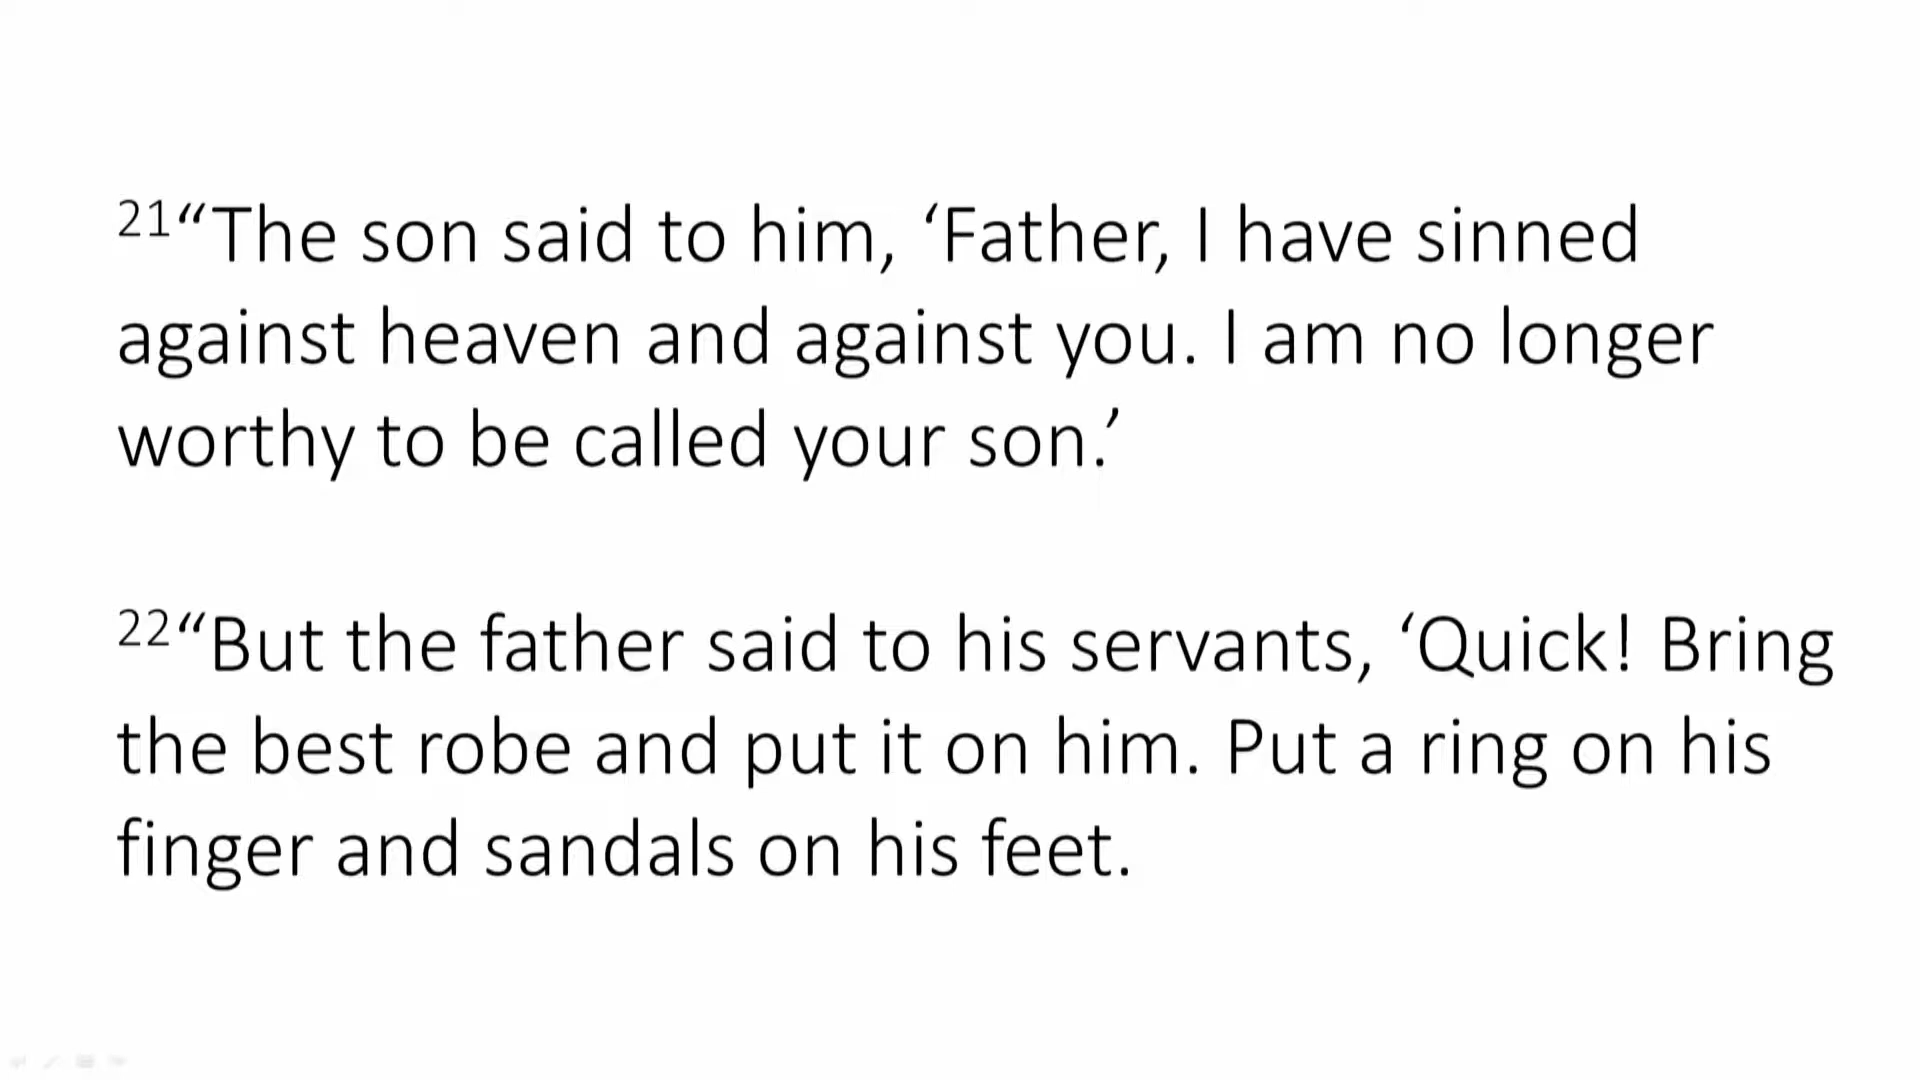 21“The son said to him, ‘Father, I have sinned
against heaven and against you. I am no longer
worthy to be called your son.’
22“But the father said to his servants, ‘Quick! Bring
the best robe and put it on him. Put a ring on his
finger and sandals on his feet.